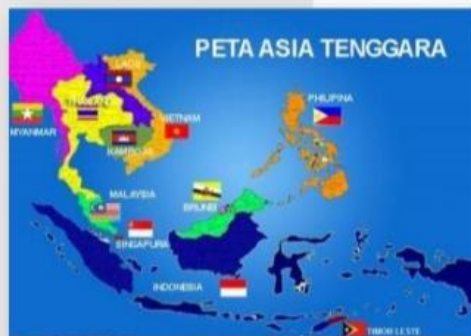 PETA ASIA TENGGARA
LAOS
THAILAND
MYANMAR
VIETNAM
KAMBOJA
PHILIPINA
MALAYSIA
BRUNEI
SINGAPURA
INDONESIA
TIMOR LESTE